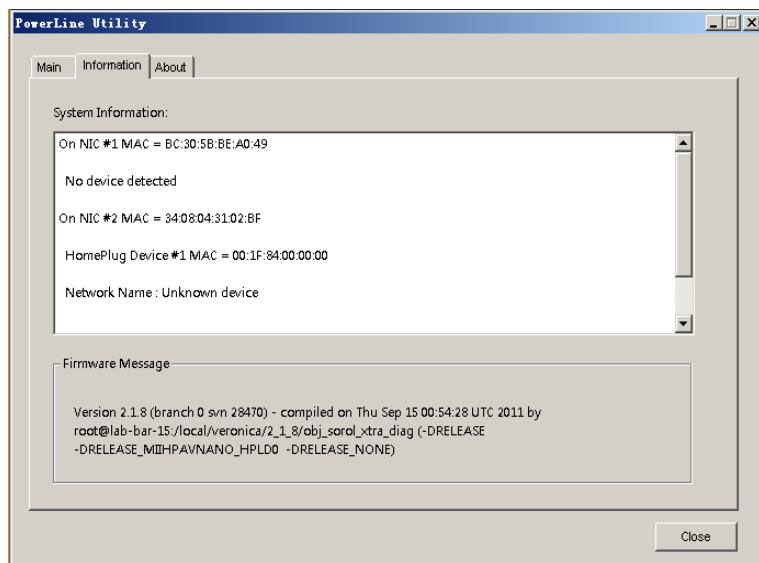 PowerLine Utility
Main
Information
About
System Information:
On NIC #1 MAC = BC:30:5B:BE:A0:49
No device detected
On NIC #2 MAC = 34:08:04:31:02:BF
HomePlug Device #1 MAC = 00:1F:84:00:00:00
Network Name : Unknown device
Firmware Message
Version 2.1.8 (branch 0 svn 28470) - compiled on Thu Sep 15 00:54:28 UTC 2011 by
root@lab-bar-15:/local/veronica/2_1_8/obj_sorol_xtra_diag (-DRELEASE
-DRELEASE_MIIHPAVNANO_HPLD0 -DRELEASE_NONE)
Close